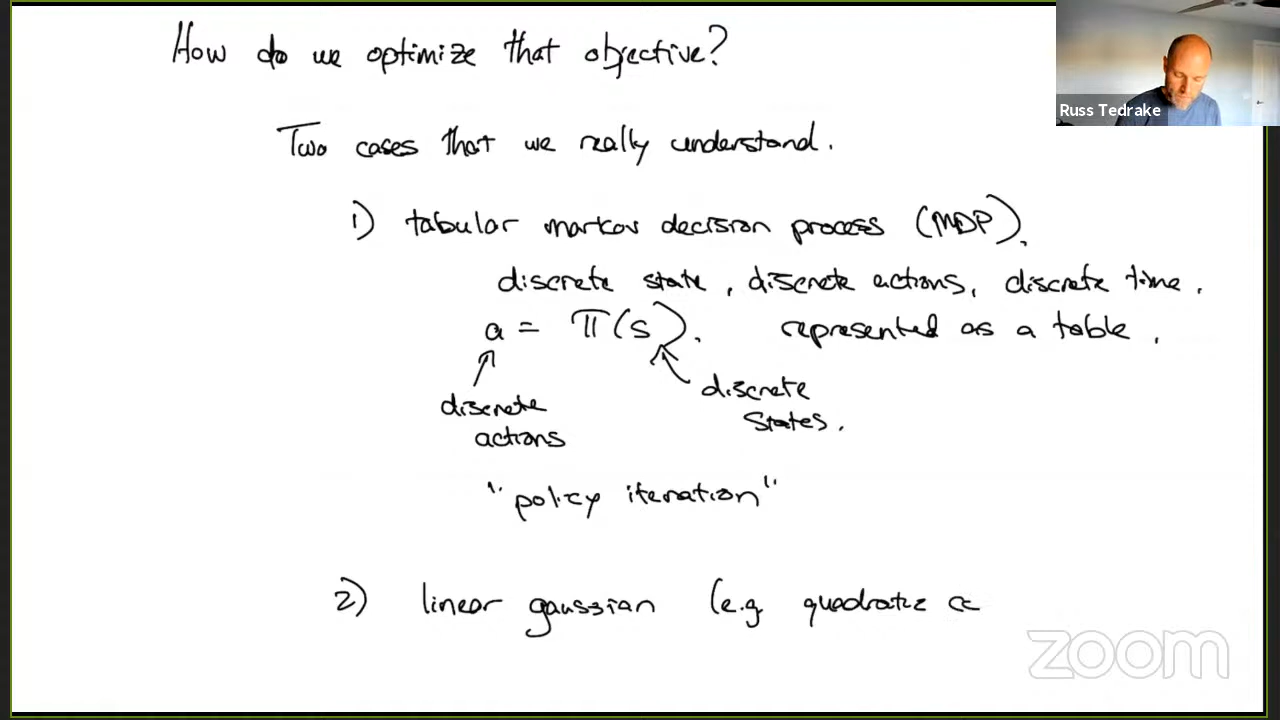 How do we optimize that objective?
Russ Tedrake
Two cases that we really understand.
1) tabular markov decision process (MDP).
discrete state, discrete actions, discrete time.
a = π(s). represented as a table.
discrete actions
discrete states.
"policy iteration"
2) linear gaussian (e.g quadratic
zoom